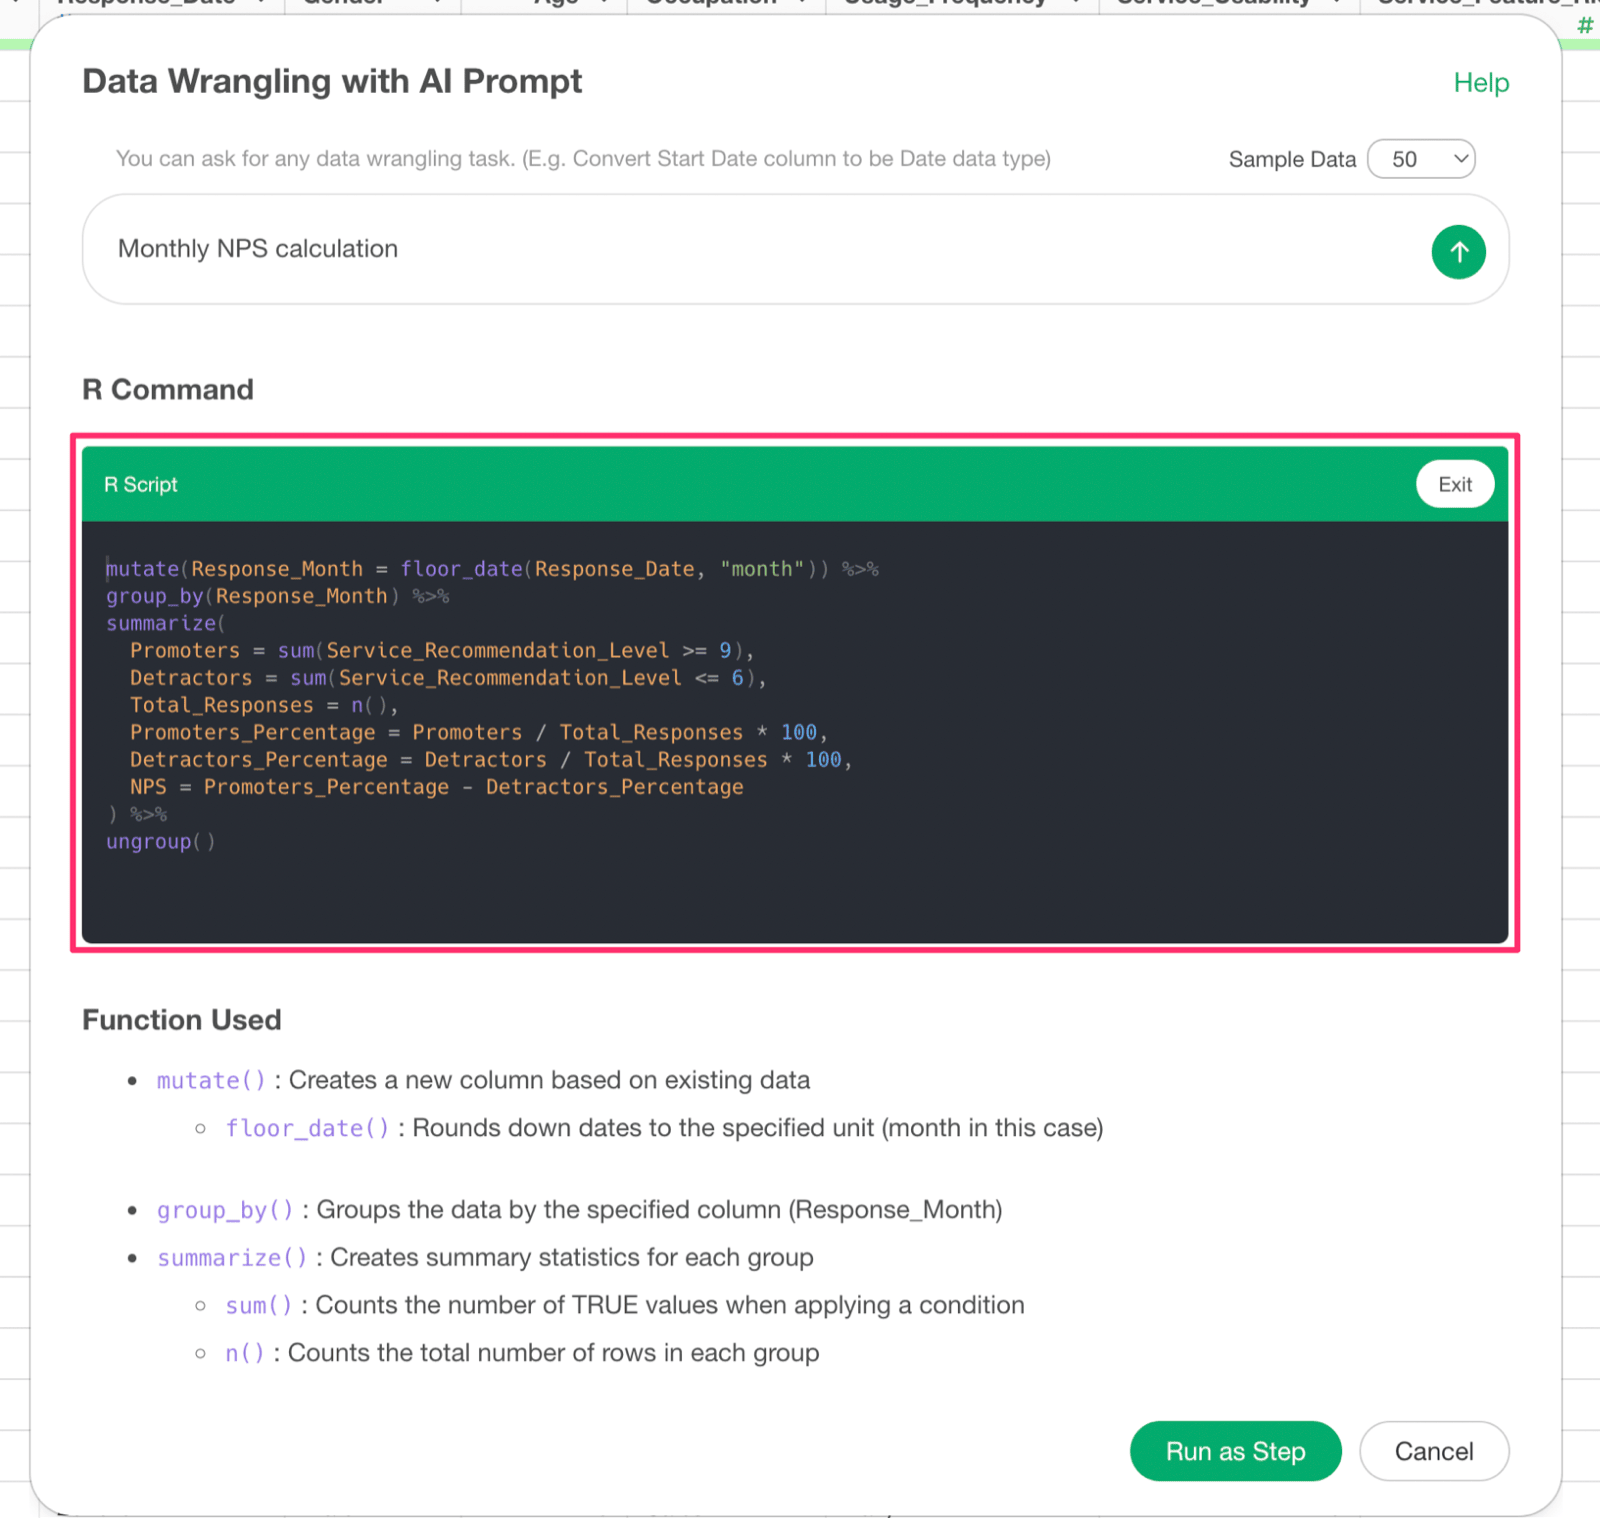 Data Wrangling with AI Prompt
Help
You can ask for any data wrangling task. (E.g. Convert Start Date column to be Date data type)
Sample Data 50
Monthly NPS calculation
R Command
R Script
Exit
mutate(Response_Month = floor_date(Response_Date, "month")) %>%
group_by(Response_Month) %>%
summarize(
  Promoters = sum(Service_Recommendation_Level >= 9),
  Detractors = sum(Service_Recommendation_Level <= 6),
  Total_Responses = n(),
  Promoters_Percentage = Promoters / Total_Responses * 100,
  Detractors_Percentage = Detractors / Total_Responses * 100,
  NPS = Promoters_Percentage - Detractors_Percentage
) %>%
ungroup()
Function Used
• mutate() : Creates a new column based on existing data
◦ floor_date() : Rounds down dates to the specified unit (month in this case)
• group_by() : Groups the data by the specified column (Response_Month)
• summarize() : Creates summary statistics for each group
◦ sum() : Counts the number of TRUE values when applying a condition
◦ n() : Counts the total number of rows in each group
Run as Step
Cancel